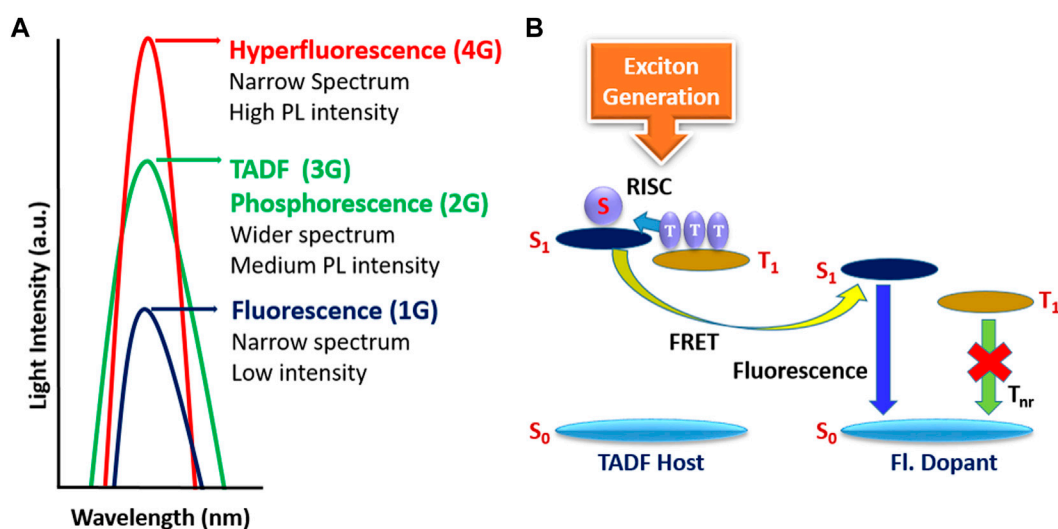 A
Light Intensity (a.u.)
Hyperfluorescence (4G)
Narrow Spectrum
High PL intensity
TADF (3G)
Phosphorescence (2G)
Wider spectrum
Medium PL intensity
Fluorescence (1G)
Narrow spectrum
Low intensity
Wavelength (nm)
B
Exciton
Generation
RISC
S
T T T
S1
T1
S1
T1
FRET
Fluorescence
Tnr
S0
S0
TADF Host
Fl. Dopant